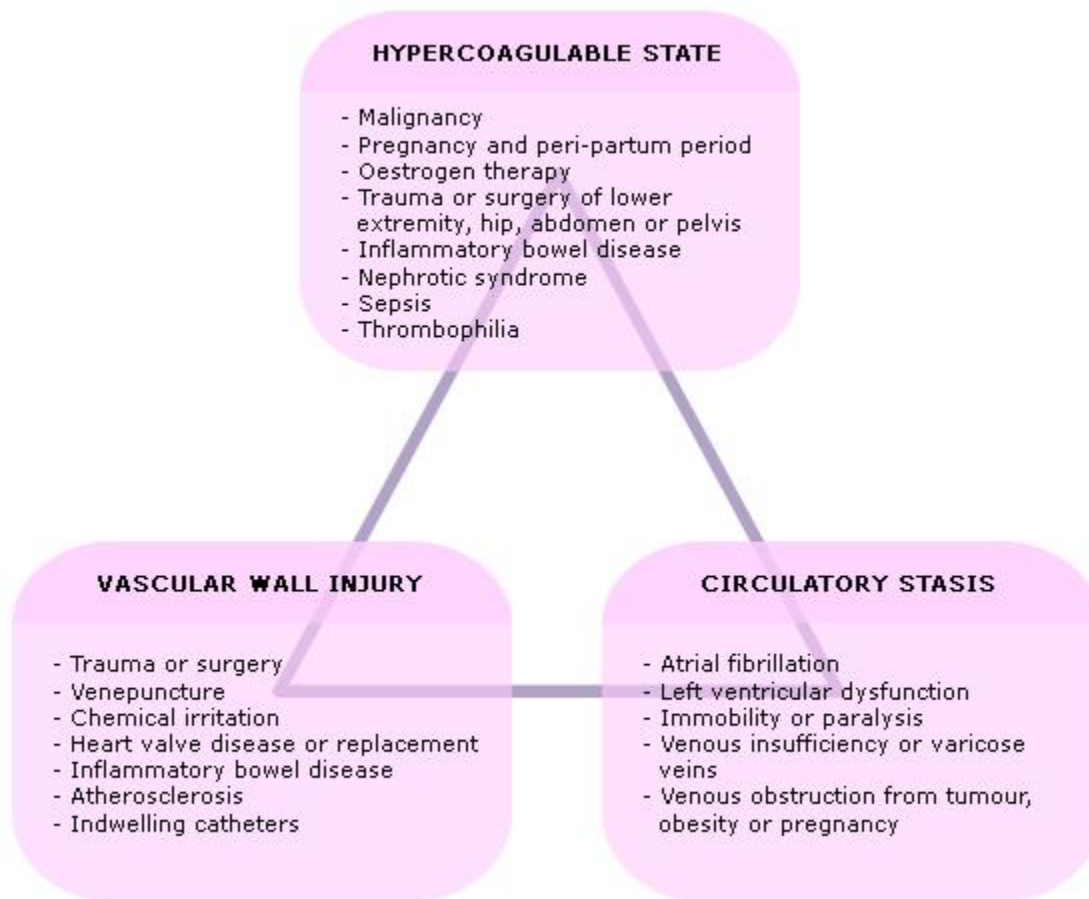 HYPERCOAGULABLE STATE
- Malignancy
- Pregnancy and peri-partum period
- Oestrogen therapy
- Trauma or surgery of lower
extremity, hip, abdomen or pelvis
- Inflammatory bowel disease
- Nephrotic syndrome
- Sepsis
- Thrombophilia
VASCULAR WALL INJURY
- Trauma or surgery
- Venepuncture
- Chemical irritation
- Heart valve disease or replacement
- Inflammatory bowel disease
- Atherosclerosis
- Indwelling catheters
CIRCULATORY STASIS
- Atrial fibrillation
- Left ventricular dysfunction
- Immobility or paralysis
- Venous insufficiency or varicose
veins
- Venous obstruction from tumour,
obesity or pregnancy